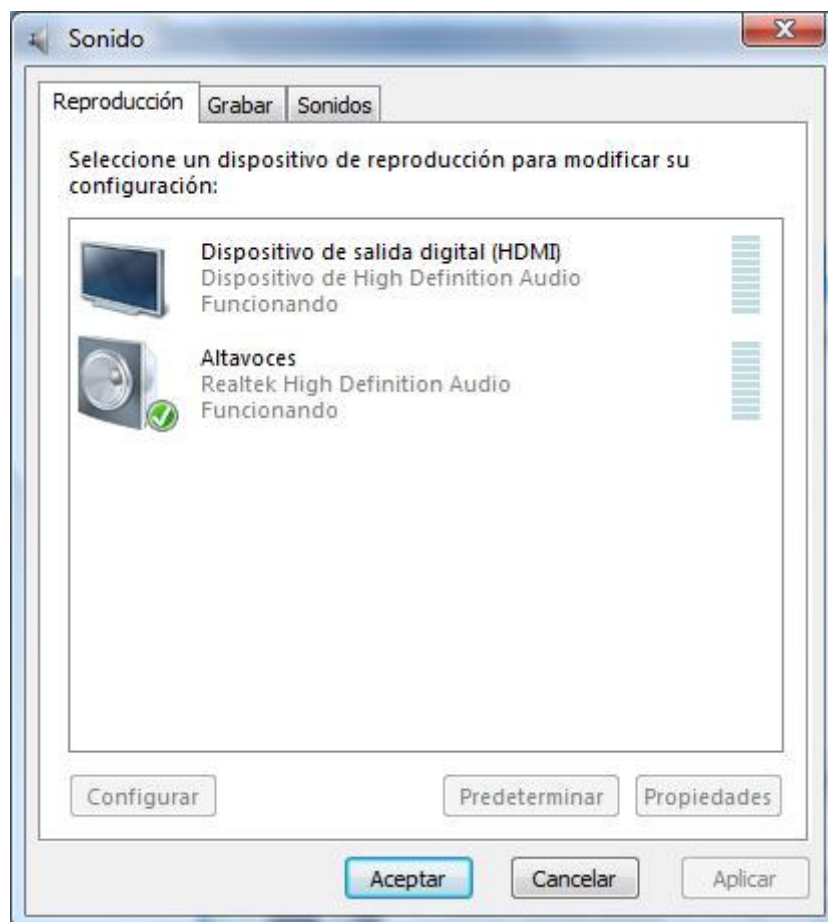 Sonido
Reproducción
Grabar
Sonidos
Seleccione un dispositivo de reproducción para modificar su
configuración:
Dispositivo de salida digital (HDMI)
Dispositivo de High Definition Audio
Funcionando
Altavoces
Realtek High Definition Audio
Funcionando
Configurar
Predeterminar
Propiedades
Aceptar
Cancelar
Aplicar